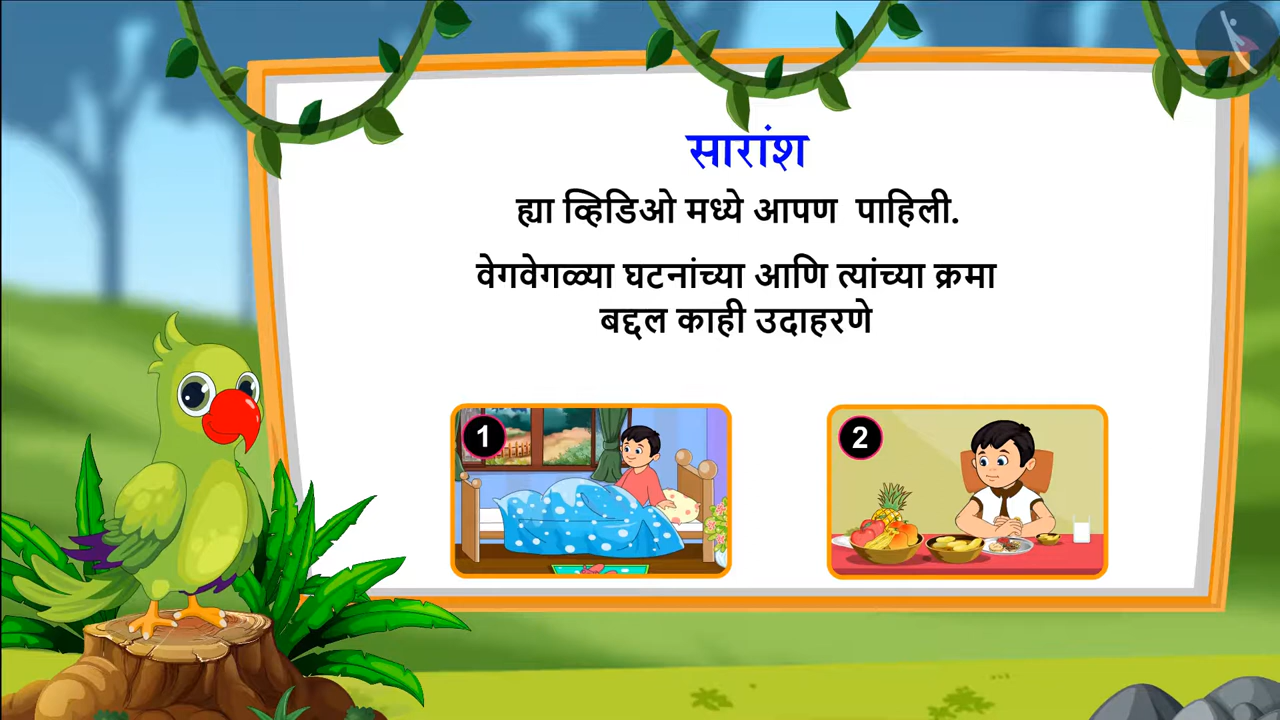 सारांश
ह्या व्हिडिओ मध्ये आपण पाहिली.
वेगवेगळ्या घटनांच्या आणि त्यांच्या क्रमा
बद्दल काही उदाहरणे
1
2